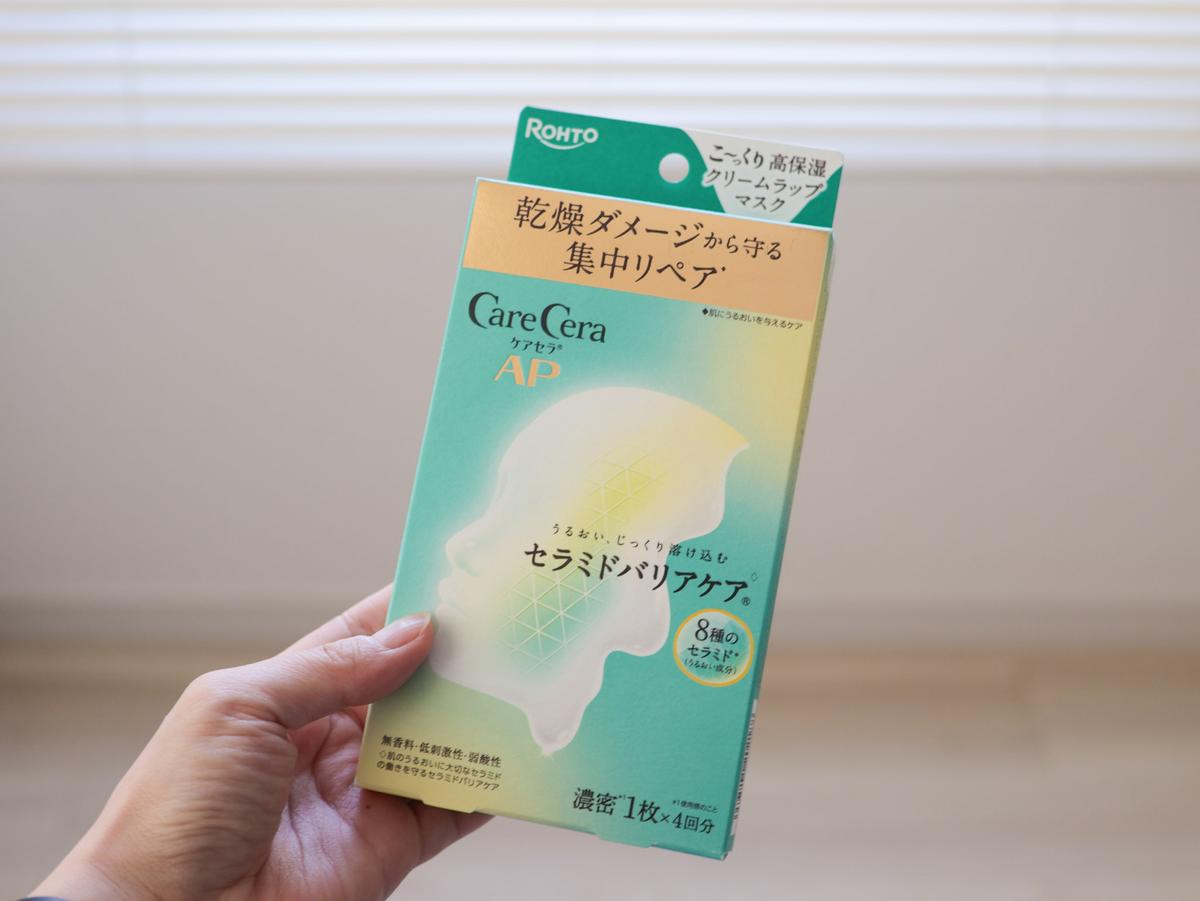 ROHTO
こ〜っくり高保湿
クリームラップ
マスク
乾燥ダメージから守る
集中リペア◆
◆肌にうるおいを与えるケア
CareCera
ケアセラ®
AP
うるおい、じっくり溶け込む
セラミドバリアケア◇®
8種の
セラミド*
(うるおい成分)
無香料・低刺激性・弱酸性
◇肌のうるおいに大切なセラミド
の働きを守るセラミドバリアケア
濃密*1 1枚×4回分
*1使用感のこと